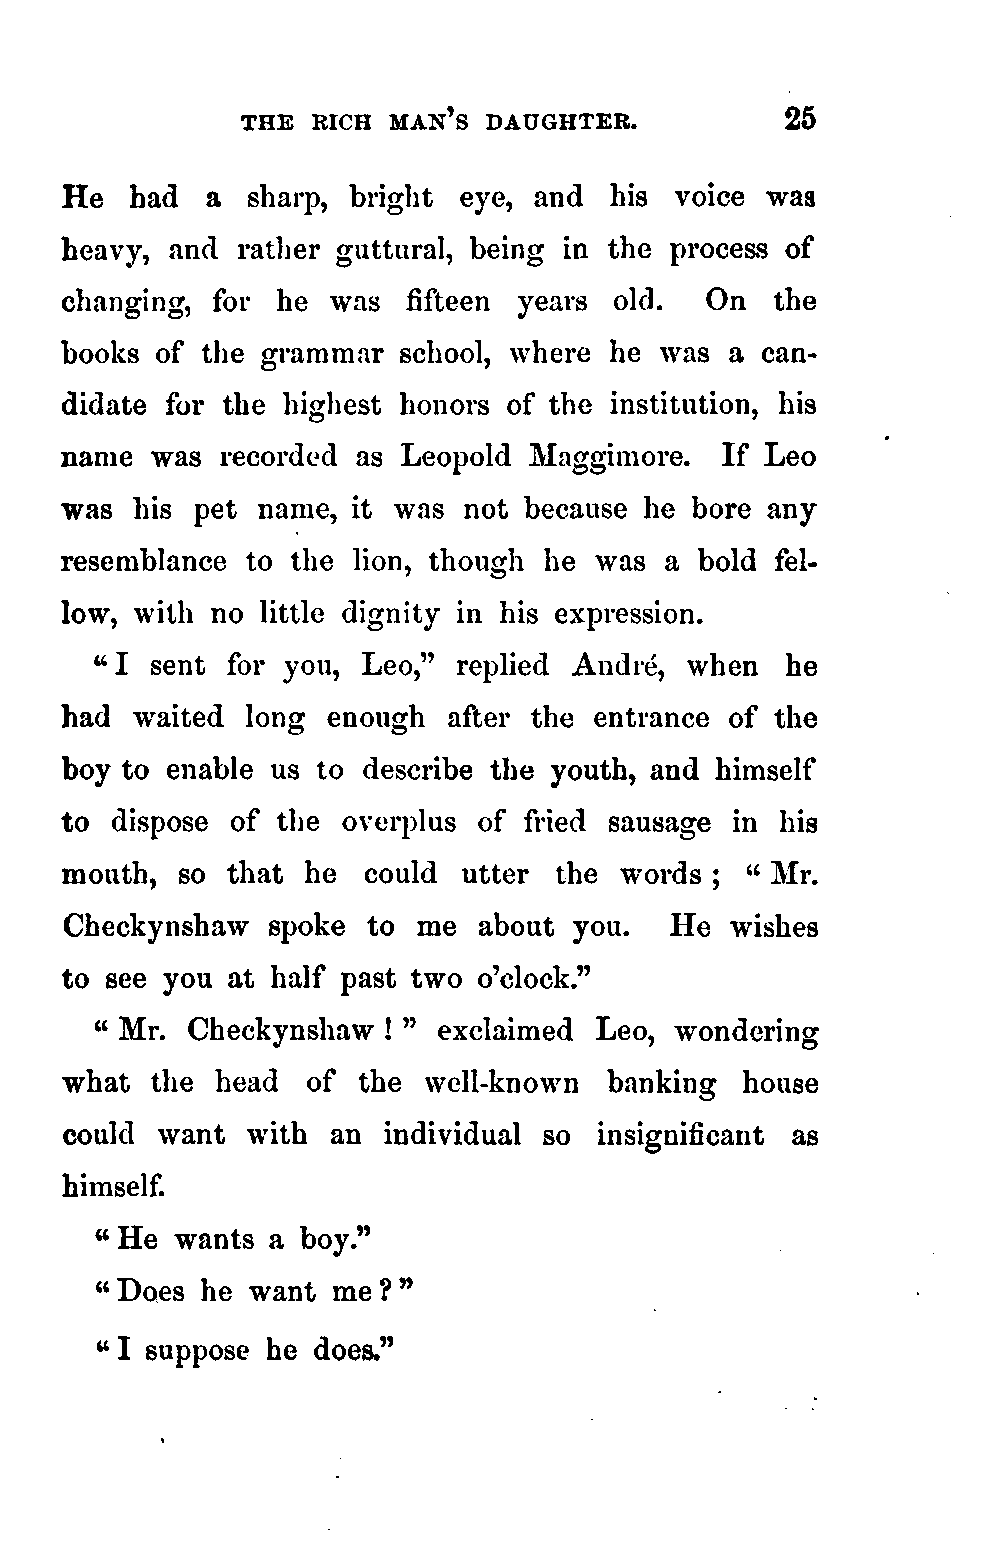 THE RICH MAN'S DAUGHTER. 25
He had a sharp, bright eye, and his voice was
heavy, and rather guttural, being in the process of
changing, for he was fifteen years old. On the
books of the grammar school, where he was a can-
didate for the highest honors of the institution, his
name was recorded as Leopold Maggimore. If Leo
was his pet name, it was not because he bore any
resemblance to the lion, though he was a bold fel-
low, with no little dignity in his expression.
“I sent for you, Leo,” replied André, when he
had waited long enough after the entrance of the
boy to enable us to describe the youth, and himself
to dispose of the overplus of fried sausage in his
mouth, so that he could utter the words; “Mr.
Checkynshaw spoke to me about you. He wishes
to see you at half past two o'clock.”
“Mr. Checkynshaw!” exclaimed Leo, wondering
what the head of the well-known banking house
could want with an individual so insignificant as
himself.
“He wants a boy.”
“Does he want me?”
“I suppose he does.”